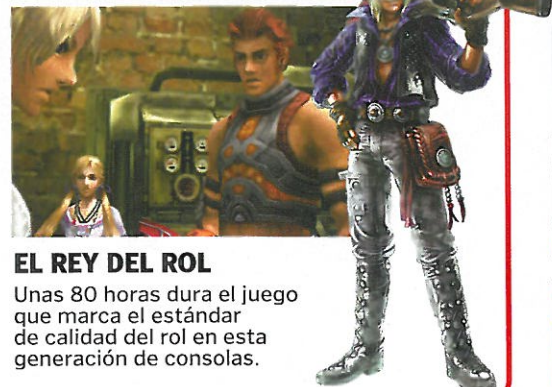 EL REY DEL ROL
Unas 80 horas dura el juego
que marca el estándar
de calidad del rol en esta
generación de consolas.